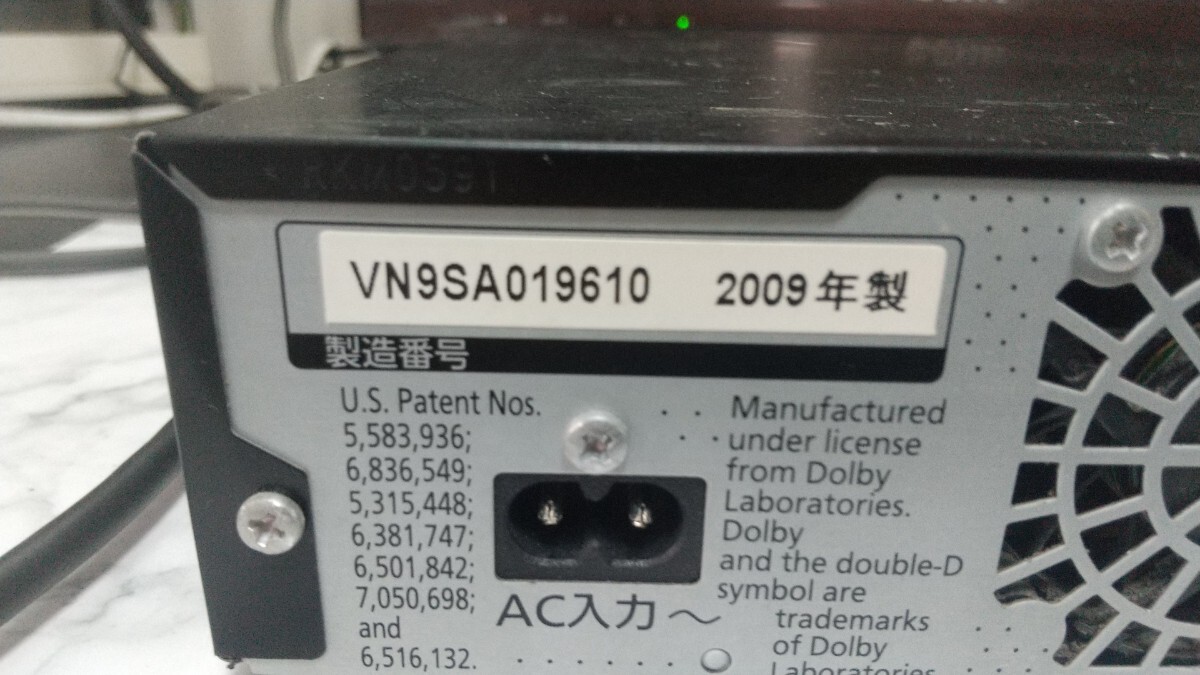 RKM0591
VN9SA019610 2009年製
製造番号
U.S. Patent Nos.
5,583,936;
6,836,549;
5,315,448;
6,381,747;
6,501,842;
7,050,698;
and
6,516,132.
AC入力～
Manufactured
under license
from Dolby
Laboratories.
Dolby
and the double-D
symbol are
trademarks
of Dolby
Laboratories